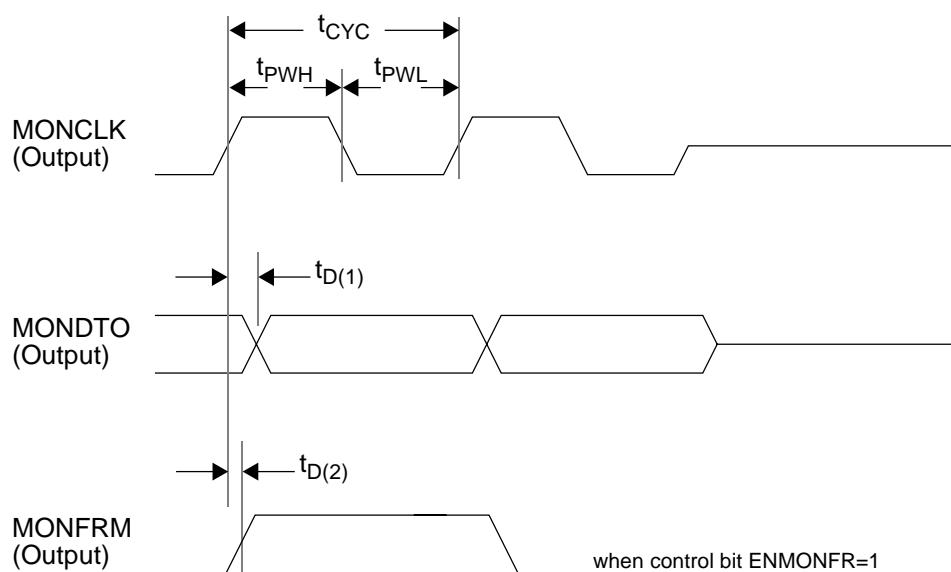 tCYC
tPWH
tPWL
MONCLK
(Output)
tD(1)
MONDTO
(Output)
tD(2)
MONFRM
(Output)
when control bit ENMONFR=1